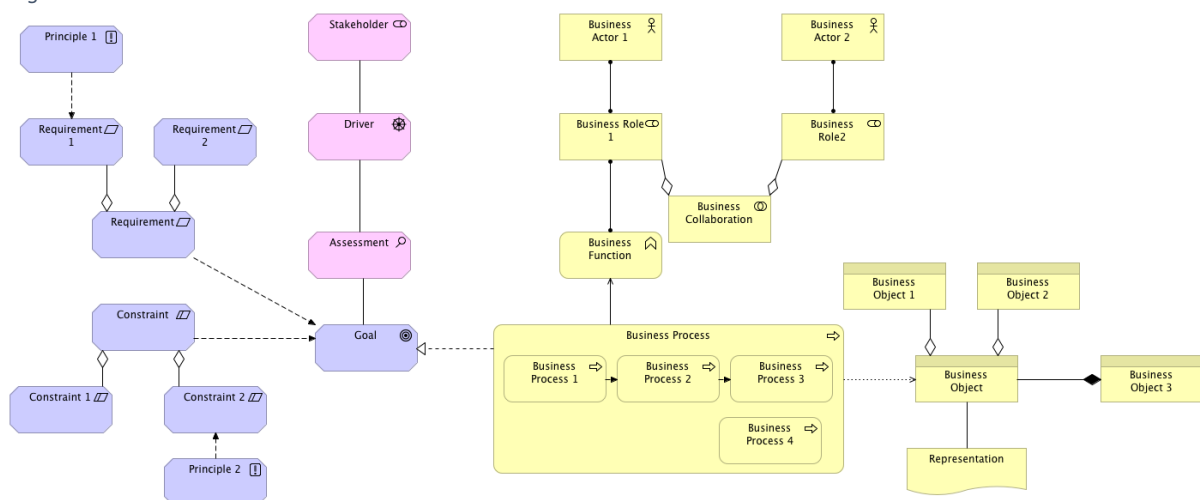 Principle 1
Stakeholder
Business
Actor 1
Business
Actor 2
Requirement
1
Requirement
2
Driver
Business Role
1
Business
Role2
Business
Collaboration
Requirement
Assessment
Business
Function
Business
Object 1
Business
Object 2
Constraint
Goal
Business Process
Business
Process 1
Business
Process 2
Business
Process 3
Business
Object
Business
Object 3
Constraint 1
Constraint 2
Business
Process 4
Principle 2
Representation